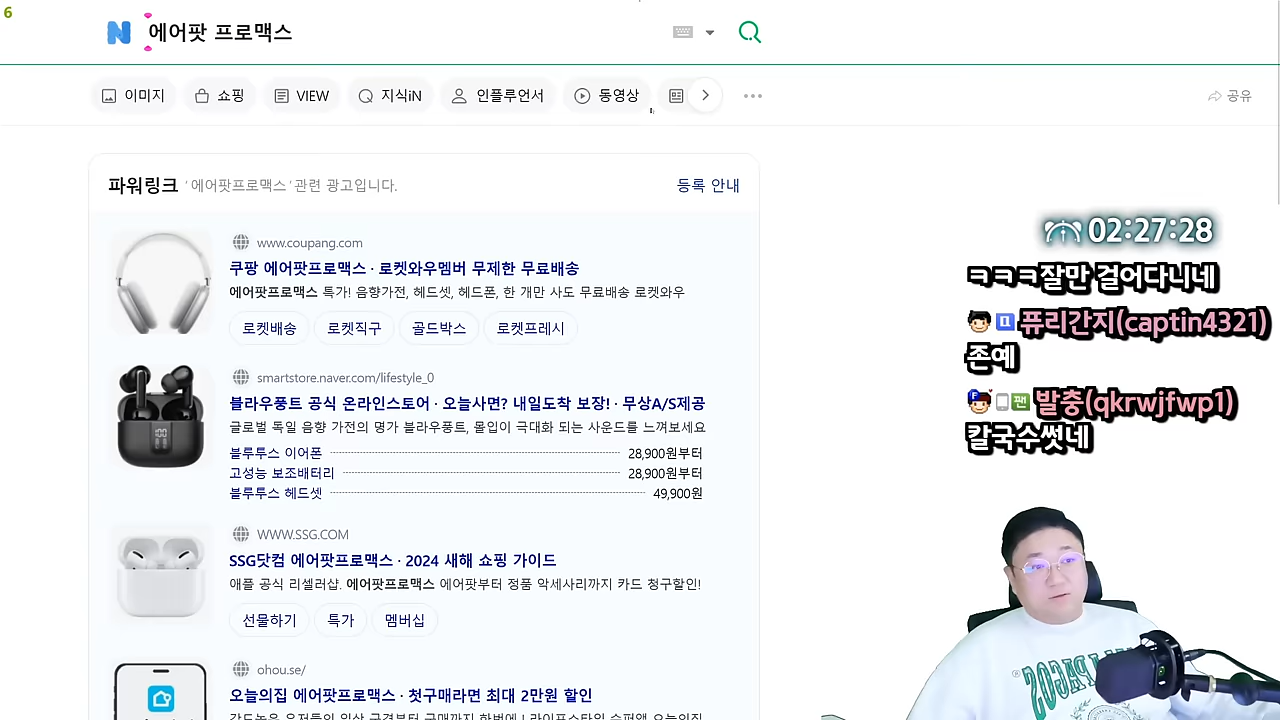 6
N 에어팟 프로맥스
이미지 쇼핑 VIEW 지식iN 인플루언서 동영상
공유
파워링크 '에어팟프로맥스'관련 광고입니다. 등록 안내
www.coupang.com
쿠팡 에어팟프로맥스 · 로켓와우멤버 무제한 무료배송
에어팟프로맥스 특가! 음향가전, 헤드셋, 헤드폰, 한 개만 사도 무료배송 로켓와우
로켓배송 로켓직구 골드박스 로켓프레시
smartstore.naver.com/lifestyle_0
블라우풍트 공식 온라인스토어 · 오늘사면? 내일도착 보장! · 무상A/S제공
글로벌 독일 음향 가전의 명가 블라우풍트, 몰입이 극대화 되는 사운드를 느껴보세요
블루투스 이어폰 28,900원부터
고성능 보조배터리 28,900원부터
블루투스 헤드셋 49,900원
WWW.SSG.COM
SSG닷컴 에어팟프로맥스 · 2024 새해 쇼핑 가이드
애플 공식 리셀러샵. 에어팟프로맥스 에어팟부터 정품 악세사리까지 카드 청구할인!
선물하기 특가 멤버십
ohou.se/
오늘의집 에어팟프로맥스 · 첫구매라면 최대 2만원 할인
02:27:28
ㅋㅋㅋ잘만 걸어다니네
퓨리간지(captin4321)
존예
F 팬 발충(qkrwjfwp1)
칼국수썻네